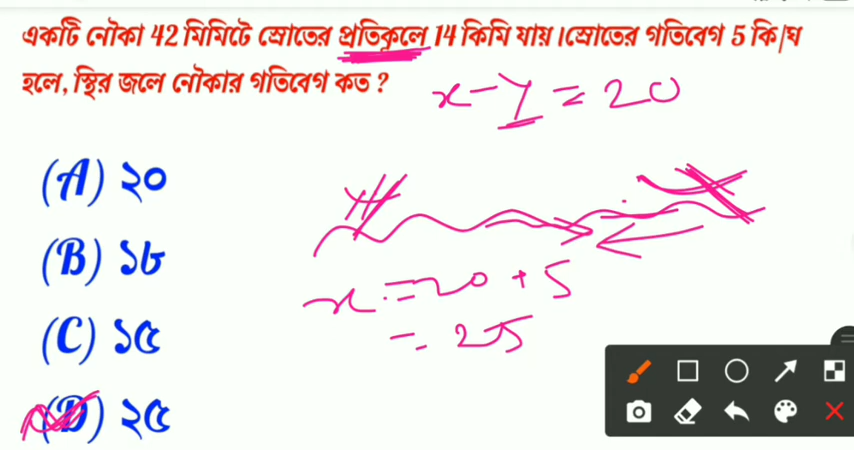 একটি নৌকা 42 মিমিটে স্রোতের প্রতিকূলে 14 কিমি যায়।স্রোতের গতিবেগ 5 কি/ঘ
হলে, স্থির জলে নৌকার গতিবেগ কত ?
x - y = 20
(A) ২০
(B) ১৮
x = 20 + 5
(C) ১৫
= 25
(D) ২৫